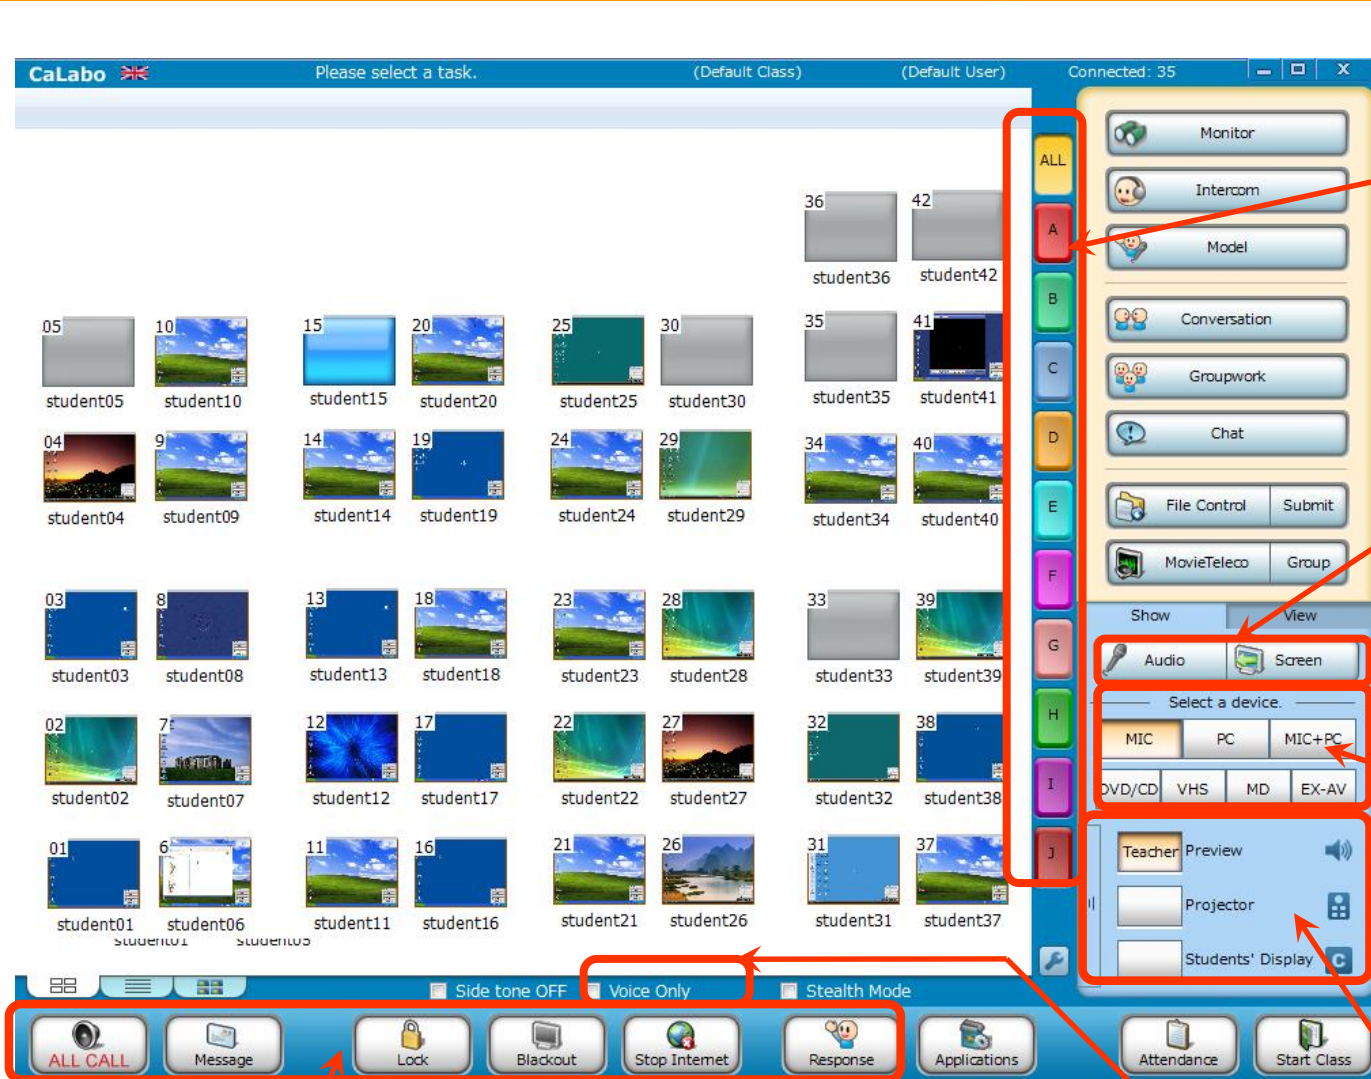 CaLabo Please select a task. (Default Class) (Default User) Connected: 35 X
ALL
A
B
C
D
E
F
G
H
I
J
36 42
student36 student42
05 10 15 20 25 30 35 41
student05 student10 student15 student20 student25 student30 student35 student41
04 9 14 19 24 29 34 40
student04 student09 student14 student19 student24 student29 student34 student40
03 8 13 18 23 28 33 39
student03 student08 student13 student18 student23 student28 student33 student39
02 7 12 17 22 27 32 38
student02 student07 student12 student17 student22 student27 student32 student38
01 6 11 16 21 26 31 37
student01 student06 student11 student16 student21 student26 student31 student37
student01 student05
Monitor
Intercom
Model
Conversation
Groupwork
Chat
File Control Submit
MovieTeleco Group
Show View
Audio Screen
Select a device.
MIC PC MIC+PC
DVD/CD VHS MD EX-AV
Teacher Preview
Projector
Students' Display C
Side tone OFF Voice Only Stealth Mode
ALL CALL Message Lock Blackout Stop Internet Response Applications Attendance Start Class